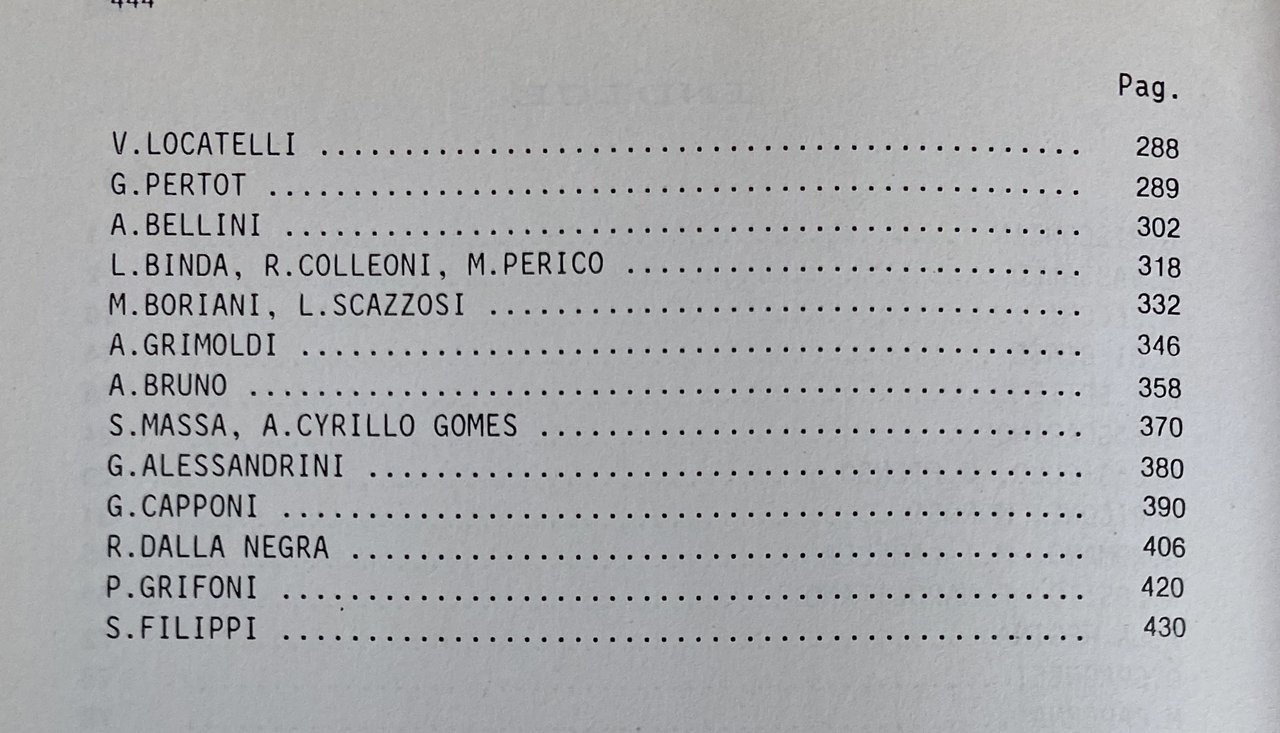 444
Pag.
V.LOCATELLI ............................................. 288
G.PERTOT ................................................ 289
A.BELLINI ............................................... 302
L.BINDA, R.COLLEONI, M.PERICO ........................... 318
M.BORIANI, L.SCAZZOSI ................................... 332
A.GRIMOLDI .............................................. 346
A.BRUNO ................................................. 358
S.MASSA, A.CYRILLO GOMES ................................ 370
G.ALESSANDRINI .......................................... 380
G.CAPPONI ............................................... 390
R.DALLA NEGRA ........................................... 406
P.GRIFONI ............................................... 420
S.FILIPPI ............................................... 430